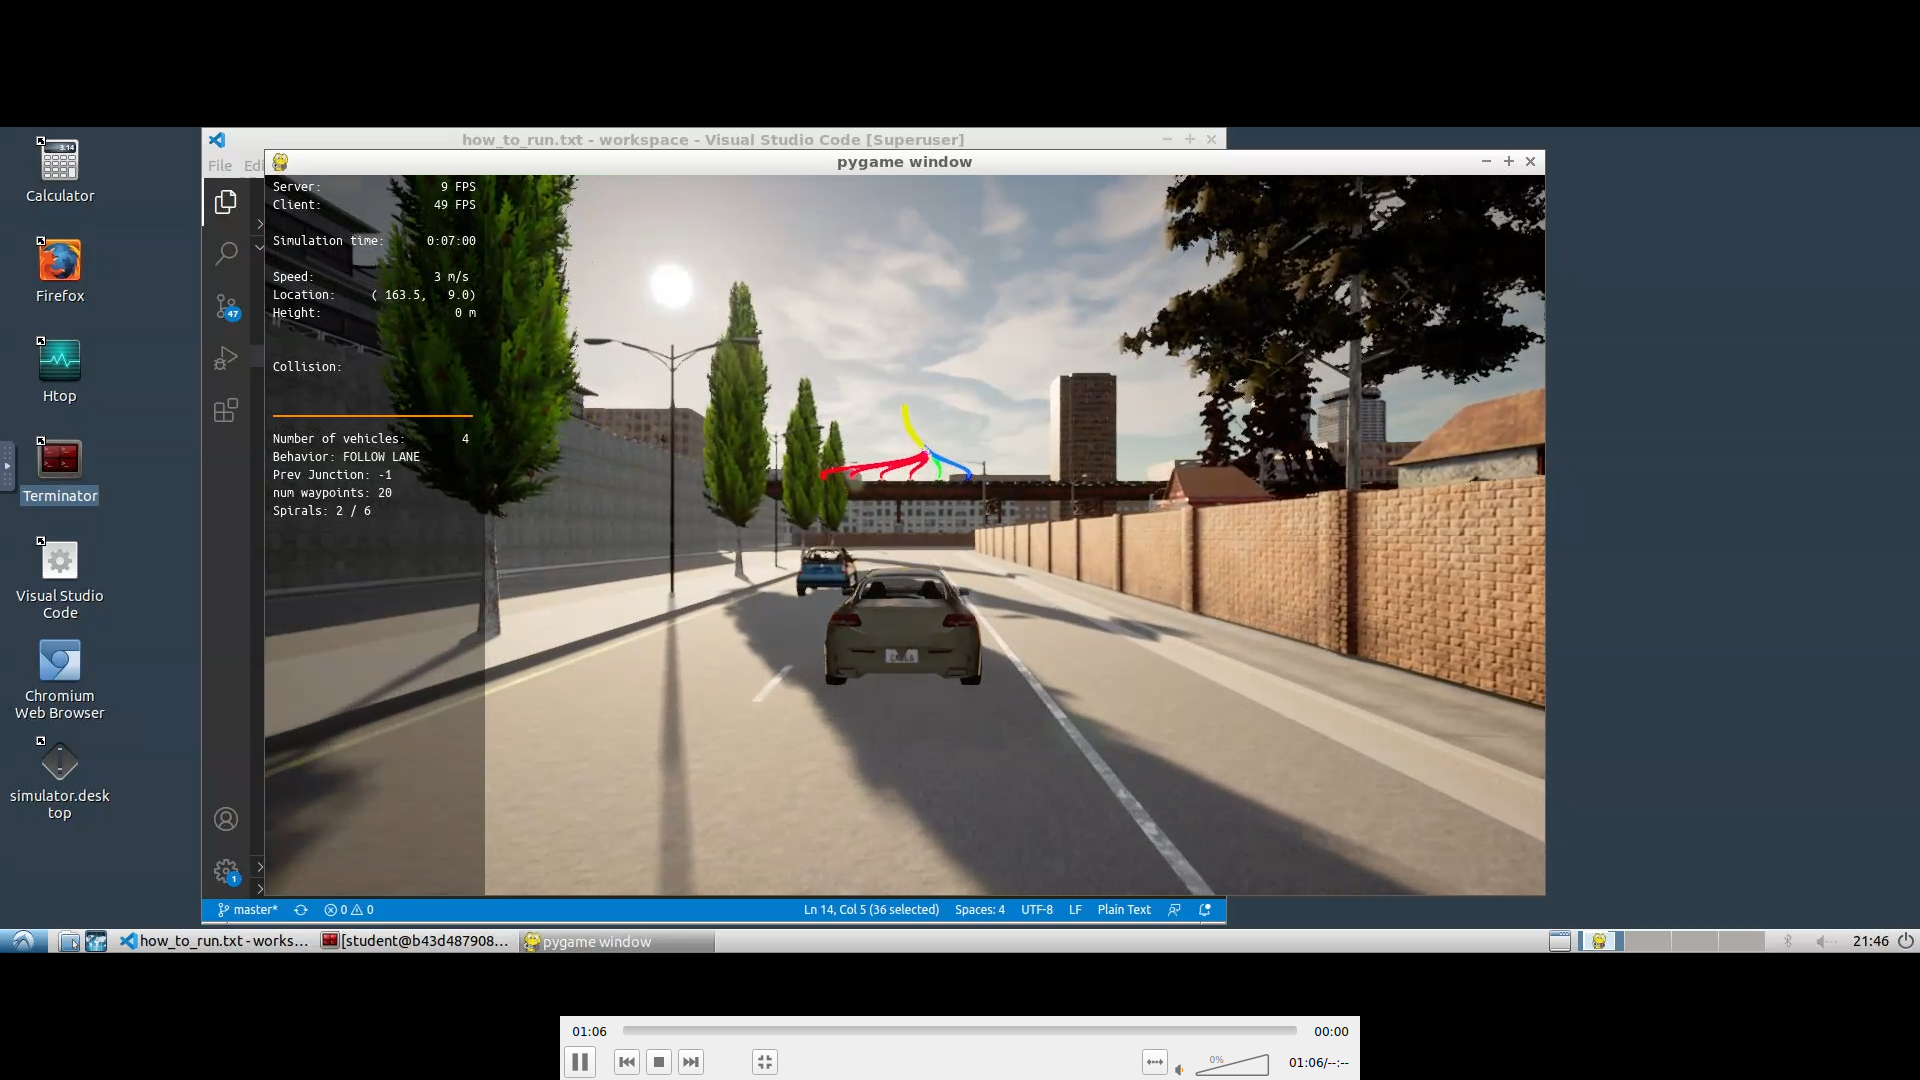 how_to_run.txt - workspace - Visual Studio Code [Superuser]
File Edi
pygame window
Server: 9 FPS
Client: 49 FPS
Simulation time: 0:07:00
Speed: 3 m/s
Location: ( 163.5, 9.0)
Height: 0 m
Collision:
Number of vehicles: 4
Behavior: FOLLOW LANE
Prev Junction: -1
num waypoints: 20
Spirals: 2 / 6
3.14
Calculator
Firefox
Htop
Terminator
Visual Studio
Code
Chromium
Web Browser
simulator.desk
top
47
1
master*
0 0
Ln 14, Col 5 (36 selected)
Spaces: 4
UTF-8
LF
Plain Text
how_to_run.txt - works...
[student@b43d487908...
pygame window
21:46
01:06
00:00
0%
01:06/--:--